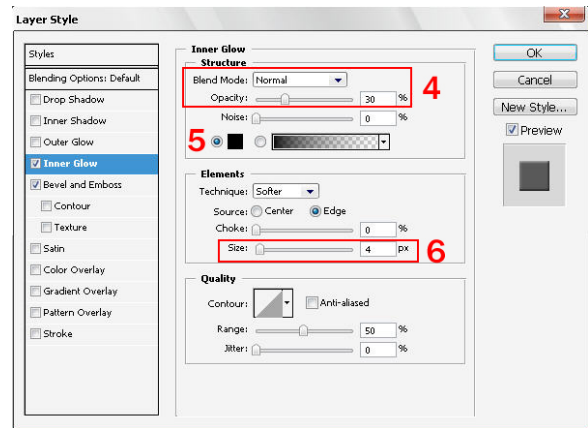 Layer Style
Styles
Blending Options: Default
Drop Shadow
Inner Shadow
Outer Glow
Inner Glow
Bevel and Emboss
Contour
Texture
Satin
Color Overlay
Gradient Overlay
Pattern Overlay
Stroke
Inner Glow
Structure
Blend Mode: Normal
4
Opacity: 30 %
Noise: 0 %
5
Elements
Technique: Softer
Source: Center Edge
Choke: 0 %
Size: 4 px 6
Quality
Contour: Anti-aliased
Range: 50 %
Jitter: 0 %
OK
Cancel
New Style...
Preview